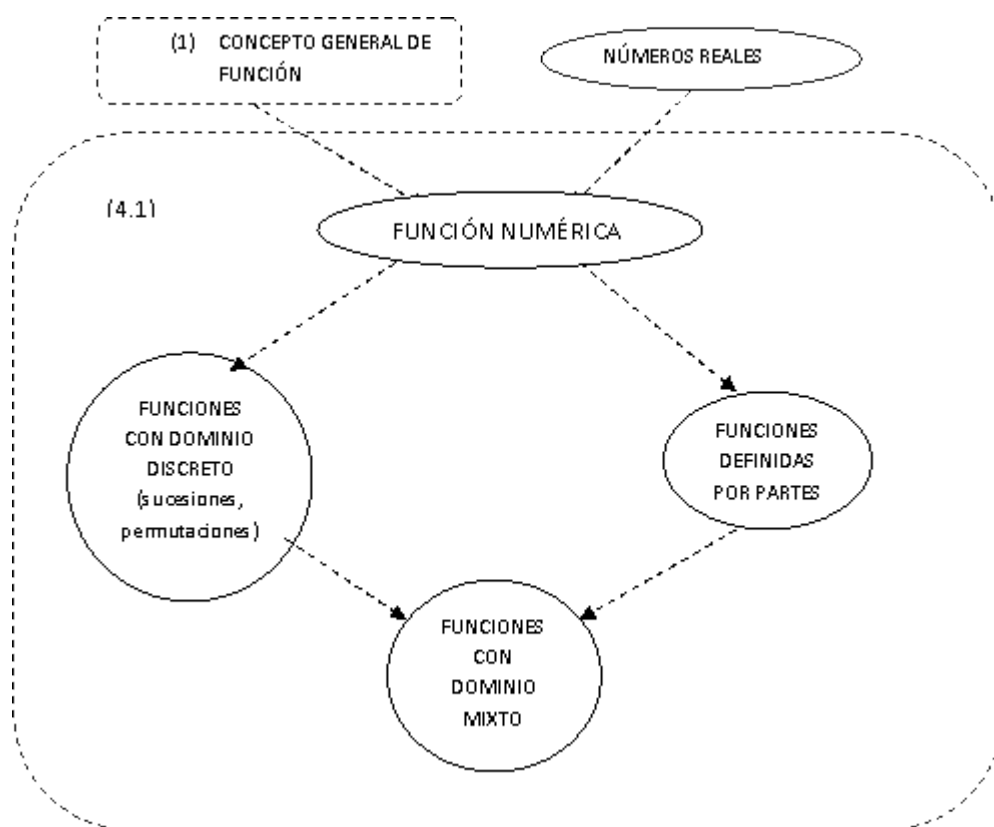 (1) CONCEPTO GENERAL DE
FUNCIÓN
NÚMEROS REALES
(4.1)
FUNCIÓN NUMÉRICA
FUNCIONES
CON DOMINIO
DISCRETO
(sucesiones,
permutaciones)
FUNCIONES
DEFINIDAS
POR PARTES
FUNCIONES
CON
DOMINIO
MIXTO